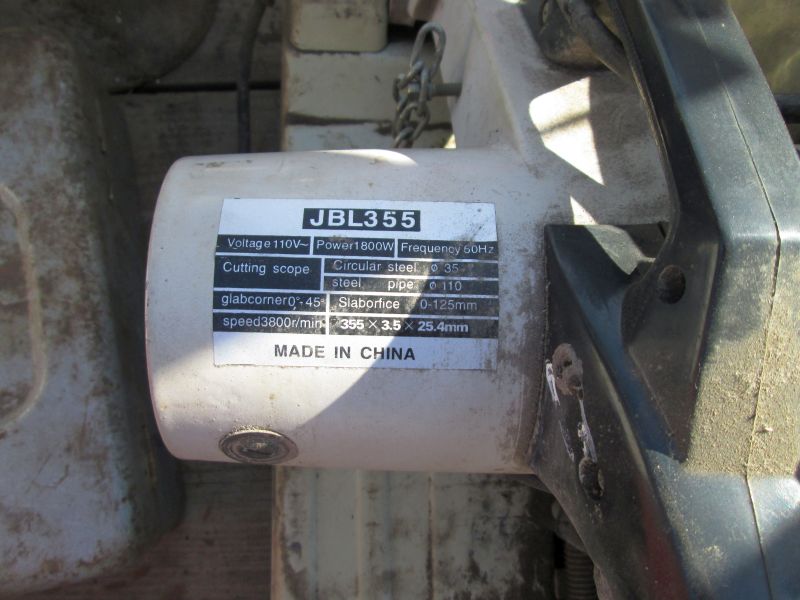 JBL355
Voltage110V~ Power1800W Frequency 50Hz
Cutting scope Circular steel ø 35
steel pipe ø 110
glabcorner0°-45° Slaborfice 0-125mm
speed3800r/min 355 × 3.5 × 25.4mm
MADE IN CHINA